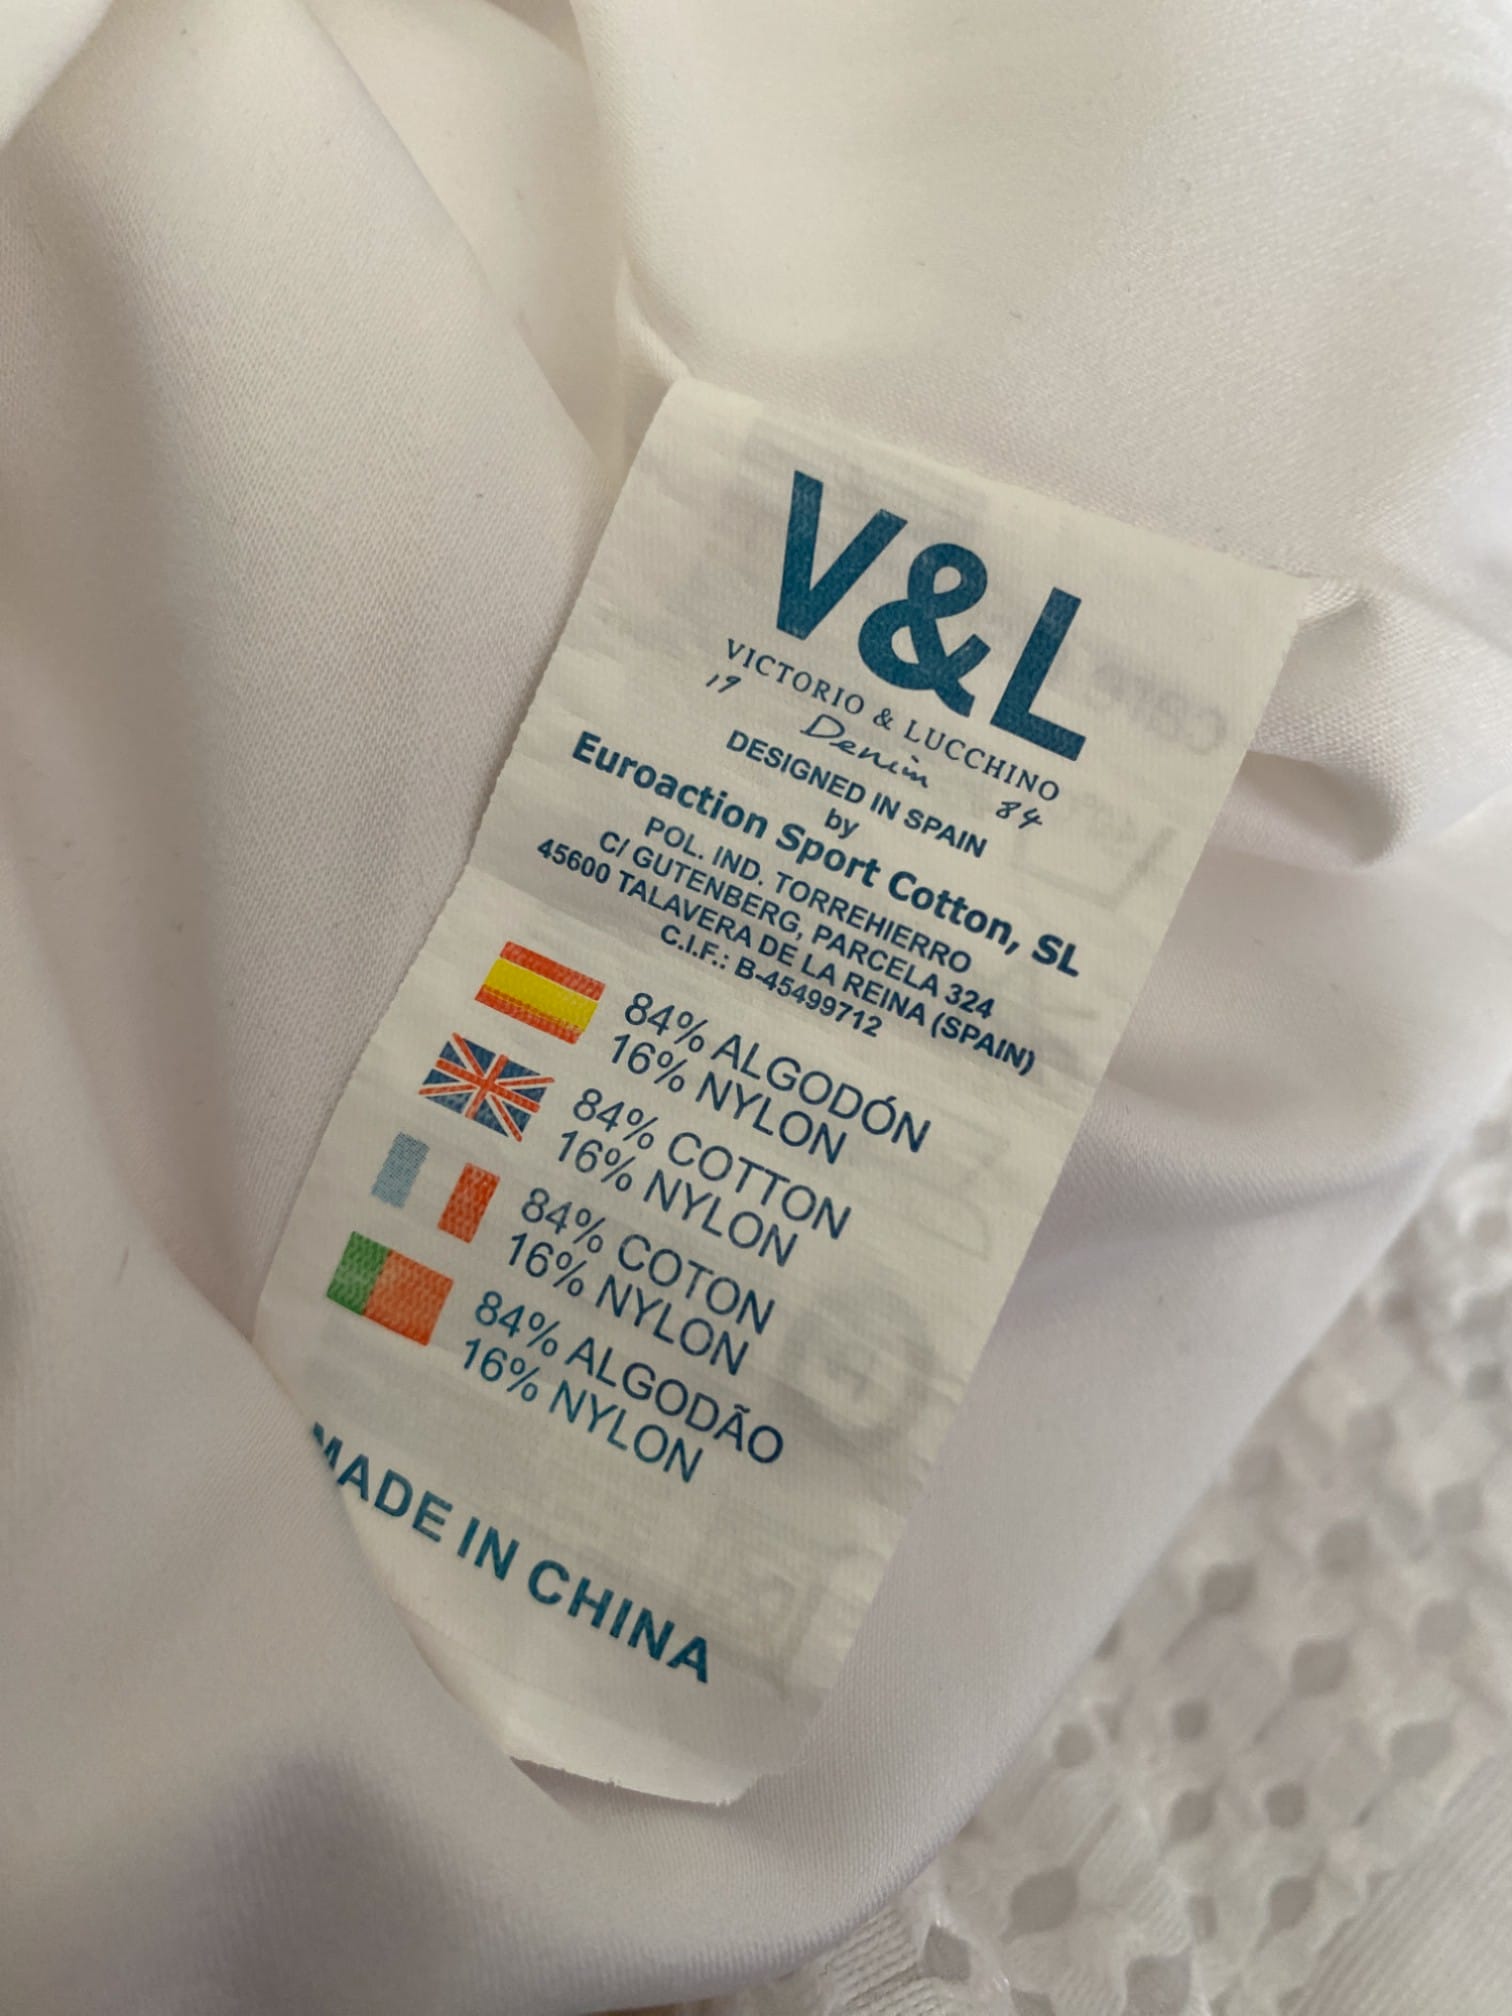 V&L
VICTORIO & LUCCHINO
19 Denim 84
DESIGNED IN SPAIN
by
Euroaction Sport Cotton, SL
POL. IND. TORREHIERRO
C/ GUTENBERG, PARCELA 324
45600 TALAVERA DE LA REINA (SPAIN)
C.I.F.: B-45499712
84% ALGODÓN
16% NYLON
84% COTTON
16% NYLON
84% COTON
16% NYLON
84% ALGODÃO
16% NYLON
MADE IN CHINA